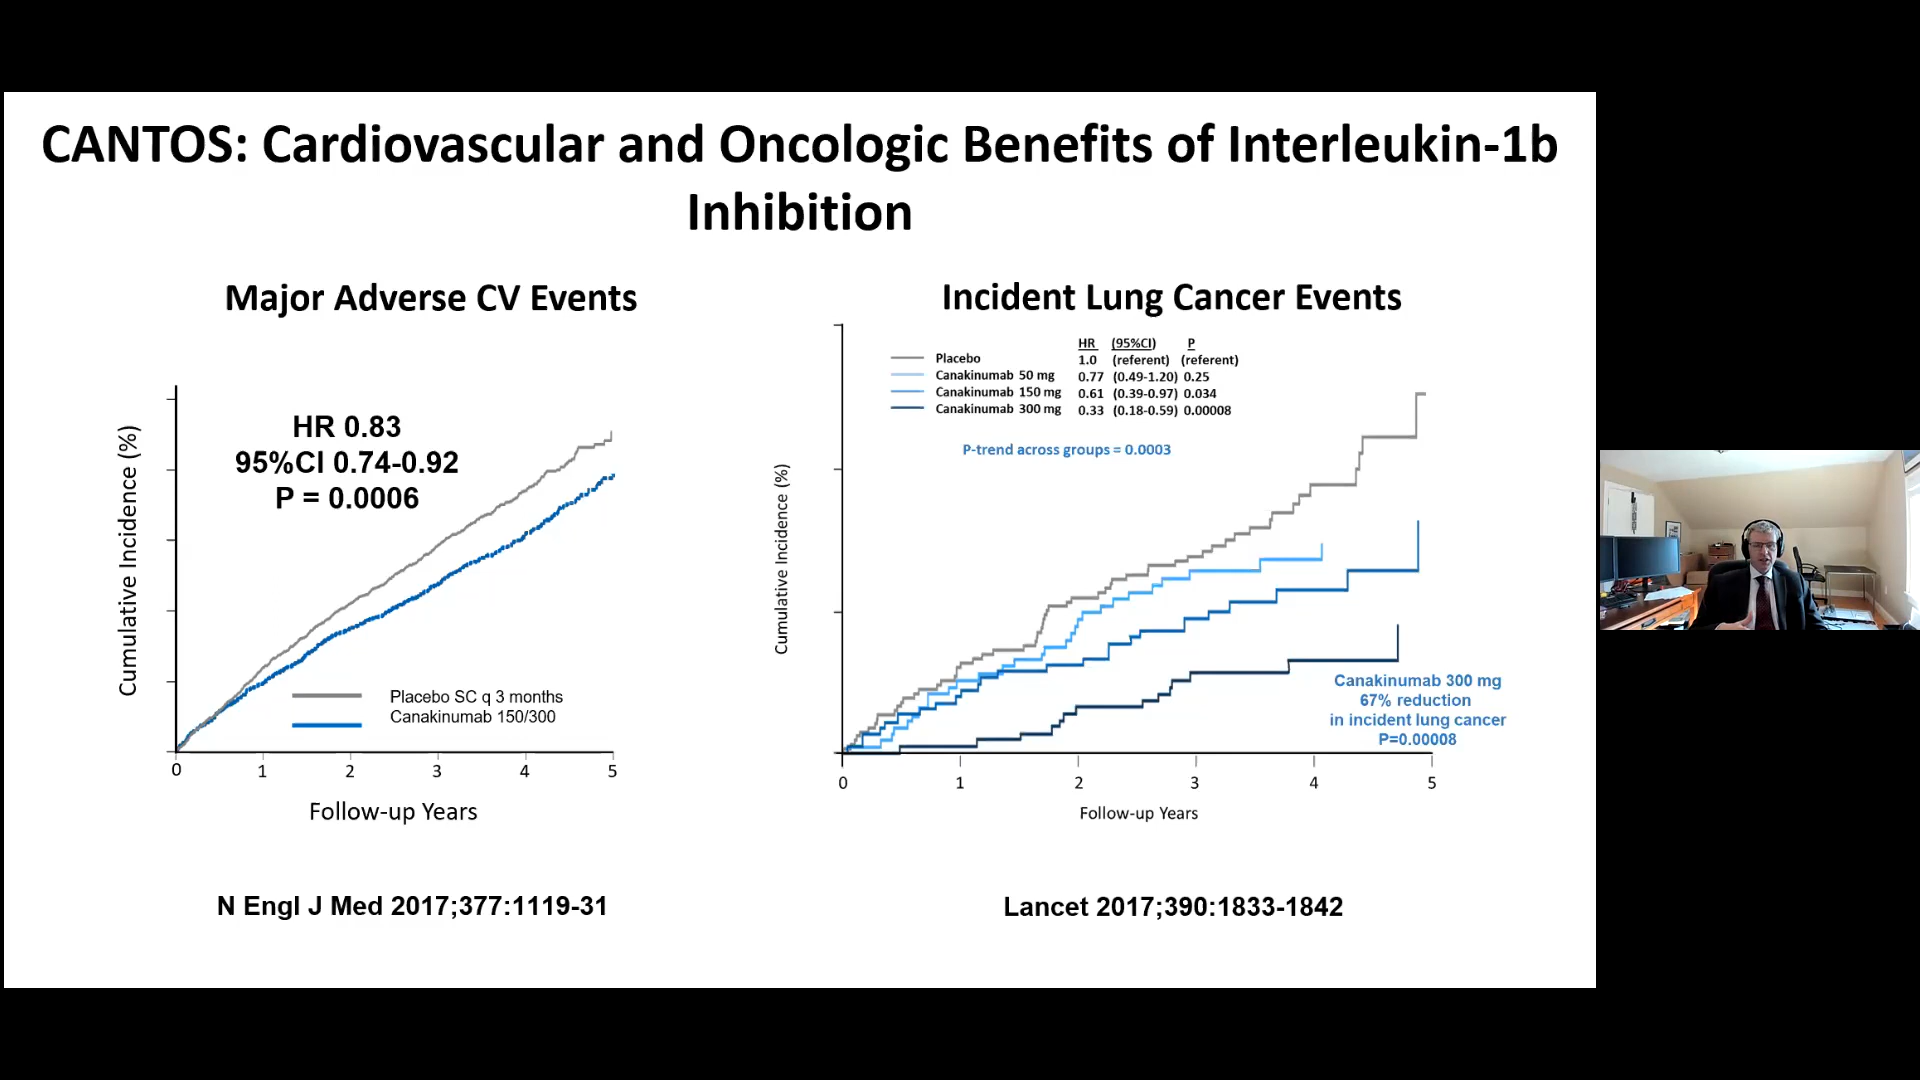 CANTOS: Cardiovascular and Oncologic Benefits of Interleukin-1b
Inhibition
Major Adverse CV Events
Cumulative Incidence (%)
HR 0.83
95%CI 0.74-0.92
P = 0.0006
Placebo SC q 3 months
Canakinumab 150/300
0 1 2 3 4 5
Follow-up Years
N Engl J Med 2017;377:1119-31
Incident Lung Cancer Events
Cumulative Incidence (%)
HR (95%CI) P
Placebo 1.0 (referent) (referent)
Canakinumab 50 mg 0.77 (0.49-1.20) 0.25
Canakinumab 150 mg 0.61 (0.39-0.97) 0.034
Canakinumab 300 mg 0.33 (0.18-0.59) 0.00008
P-trend across groups = 0.0003
Canakinumab 300 mg
67% reduction
in incident lung cancer
P=0.00008
0 1 2 3 4 5
Follow-up Years
Lancet 2017;390:1833-1842